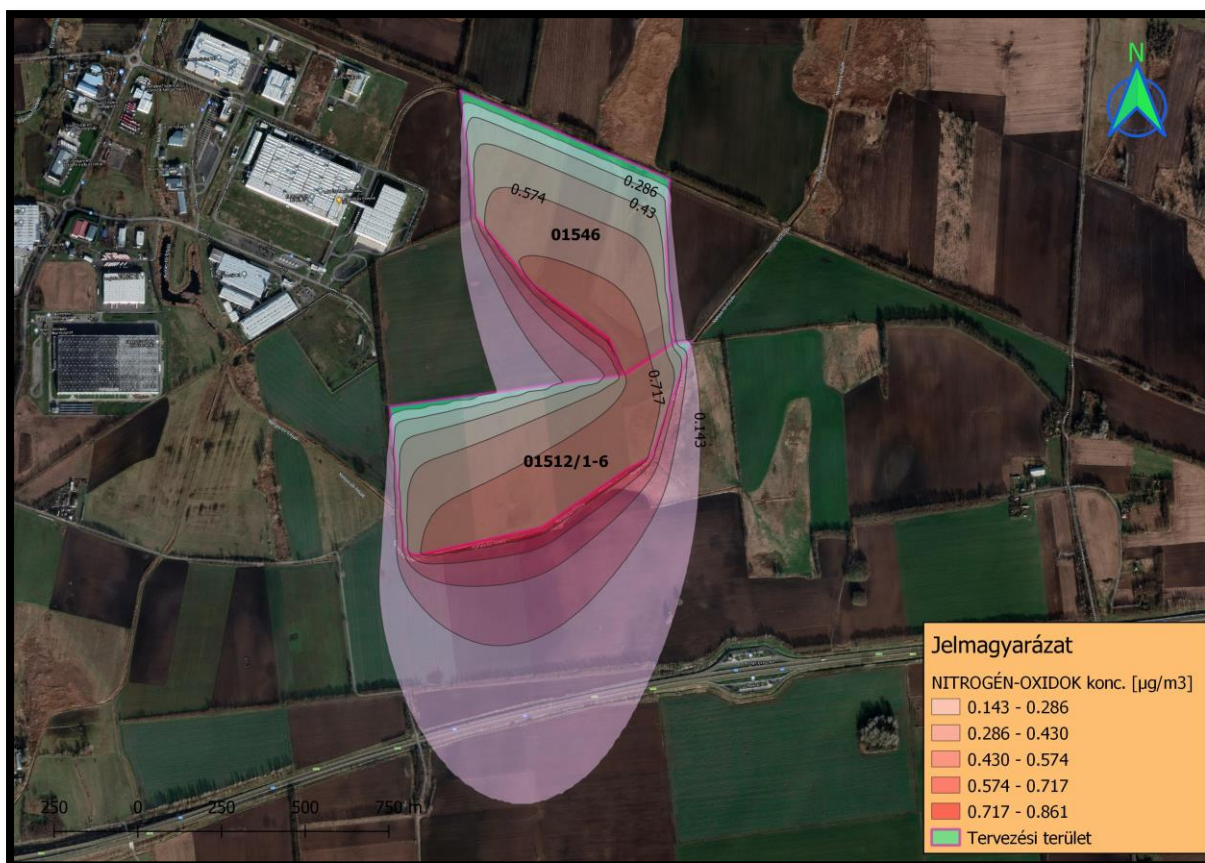 N
0.286
0.574
0.43
01546
0.717
0.143
01512/1-6
Jelmagyarázat
NITROGÉN-OXIDOK konc. [µg/m3]
0.143 - 0.286
0.286 - 0.430
0.430 - 0.574
0.574 - 0.717
0.717 - 0.861
Tervezési terület
250 0 250 500 750 m